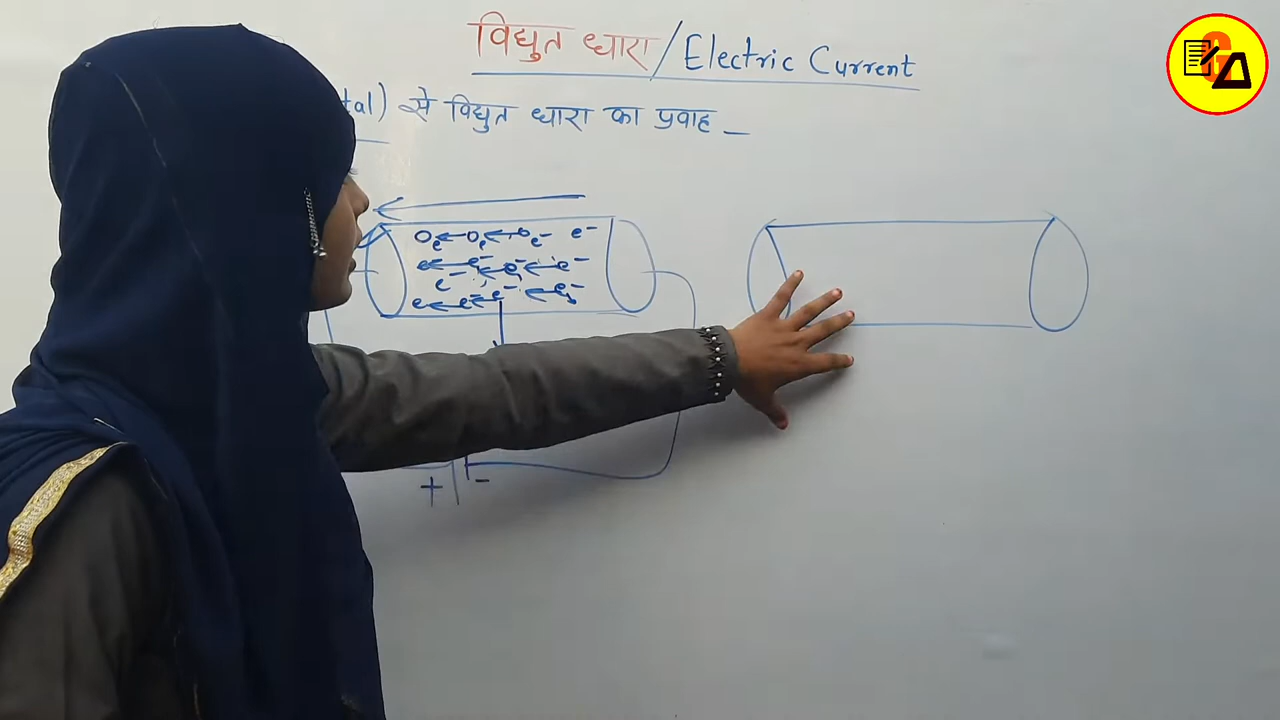 विद्युत धारा / Electric Current
tal) से विद्युत धारा का प्रवाह _
e e e⁻ e⁻
e e⁻ e⁻ e⁻
e⁻
e e⁻ e⁻ e⁻
+ -